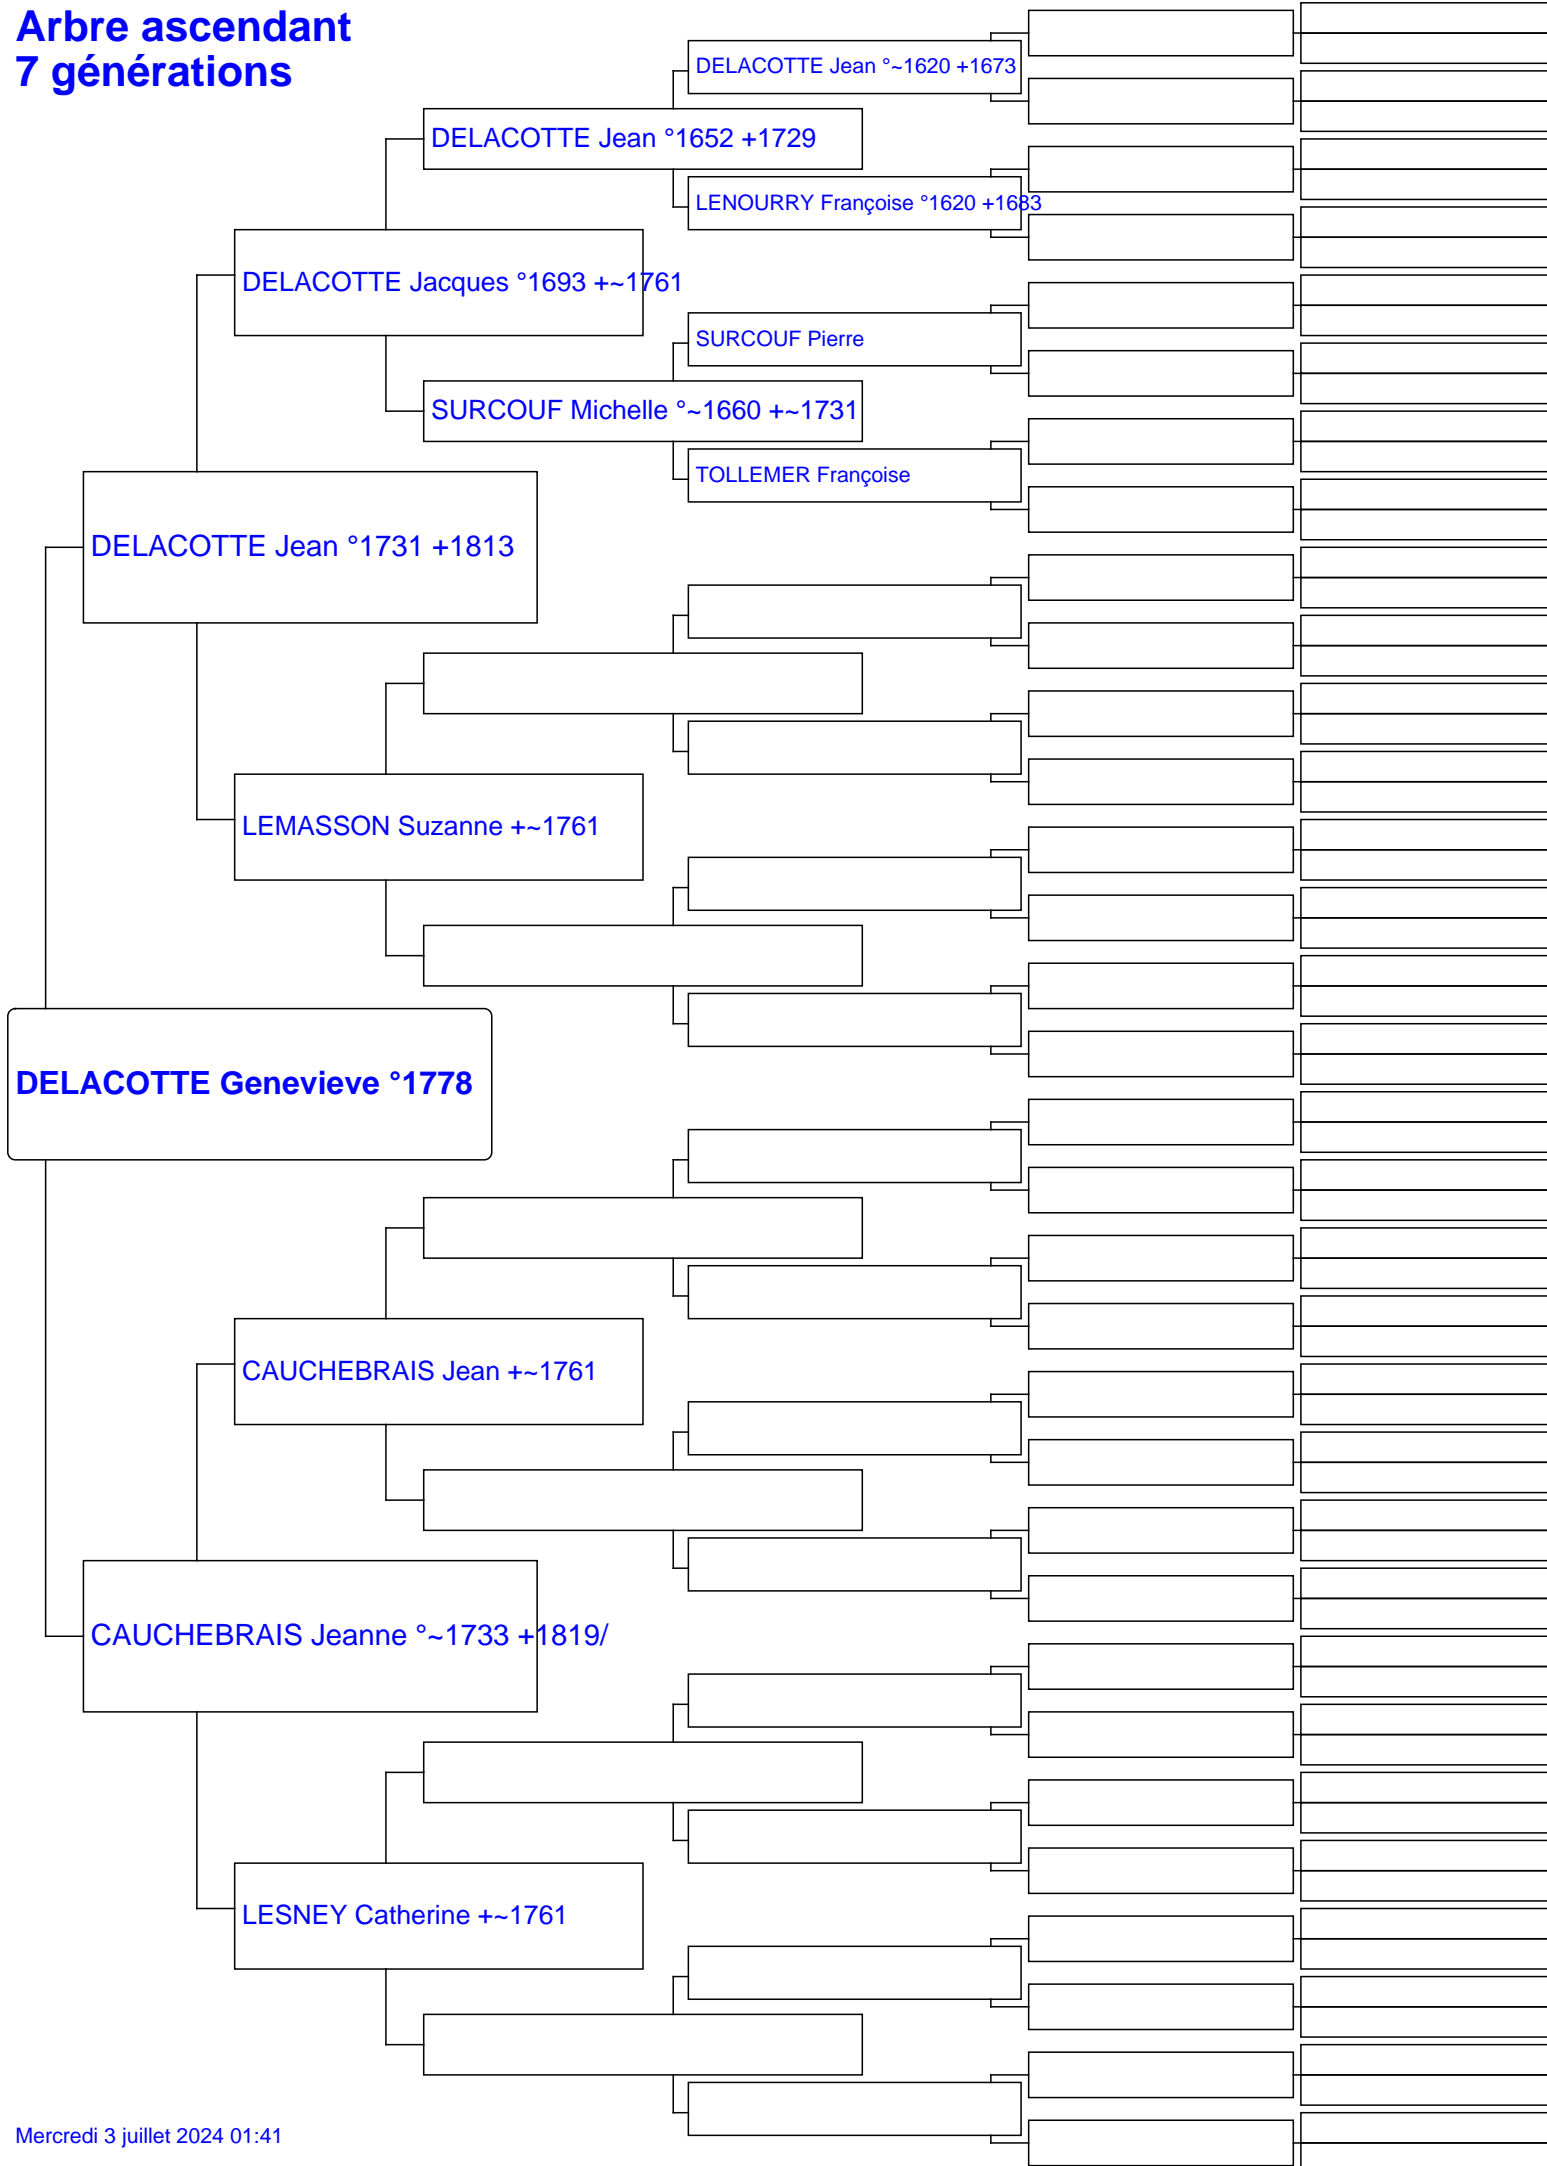 Arbre ascendant
7 générations
DELACOTTE Jean °~1620 +1673
DELACOTTE Jean °1652 +1729
LENOURRY Françoise °1620 +1683
DELACOTTE Jacques °1693 +~1761
SURCOUF Pierre
SURCOUF Michelle °~1660 +~1731
TOLLEMER Françoise
DELACOTTE Jean °1731 +1813
LEMASSON Suzanne +~1761
DELACOTTE Genevieve °1778
CAUCHEBRAIS Jean +~1761
CAUCHEBRAIS Jeanne °~1733 +1819/
LESNEY Catherine +~1761
Mercredi 3 juillet 2024 01:41